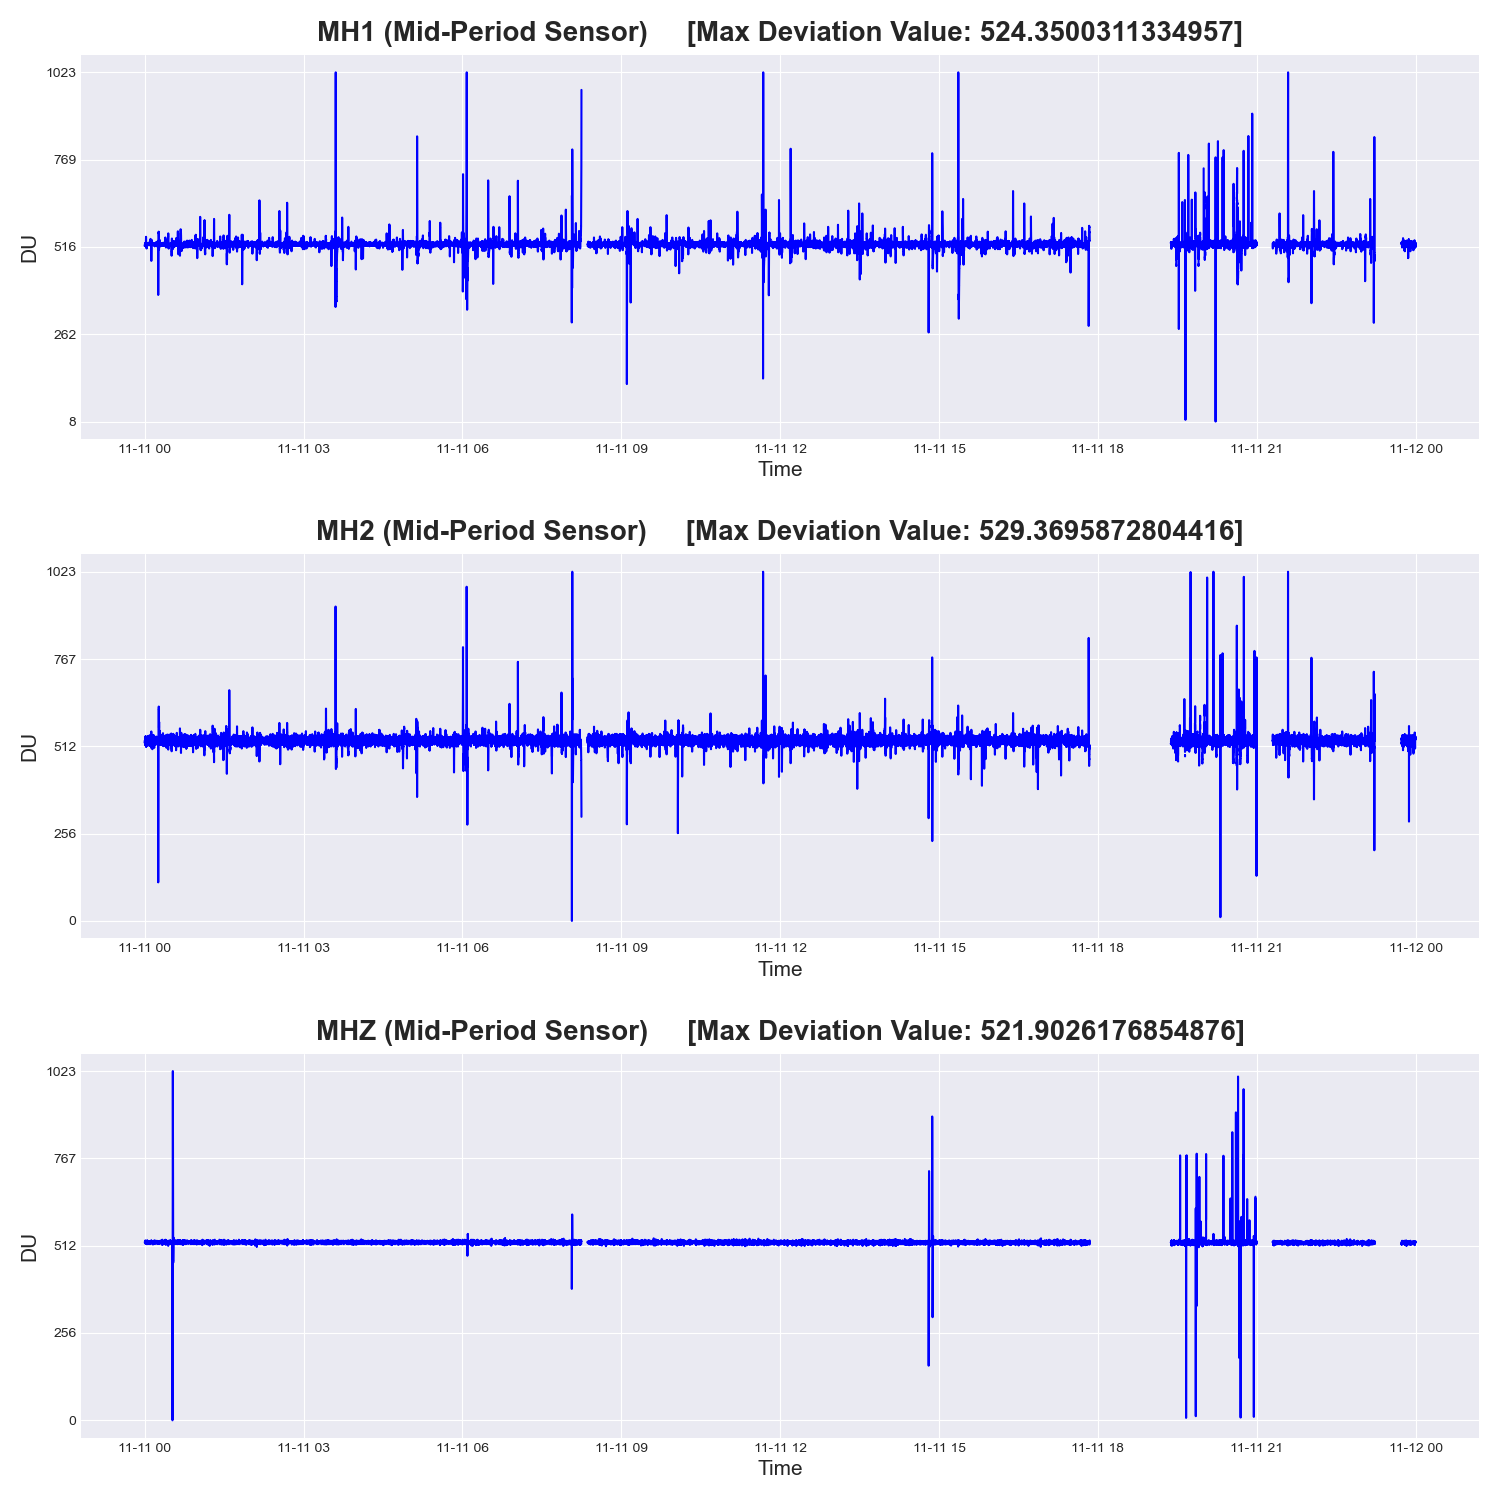 MH1 (Mid-Period Sensor) [Max Deviation Value: 524.3500311334957]
1023
769
516
262
8
DU
11-11 00 11-11 03 11-11 06 11-11 09 11-11 12 11-11 15 11-11 18 11-11 21 11-12 00
Time
MH2 (Mid-Period Sensor) [Max Deviation Value: 529.3695872804416]
1023
767
512
256
0
DU
11-11 00 11-11 03 11-11 06 11-11 09 11-11 12 11-11 15 11-11 18 11-11 21 11-12 00
Time
MHZ (Mid-Period Sensor) [Max Deviation Value: 521.9026176854876]
1023
767
512
256
0
DU
11-11 00 11-11 03 11-11 06 11-11 09 11-11 12 11-11 15 11-11 18 11-11 21 11-12 00
Time